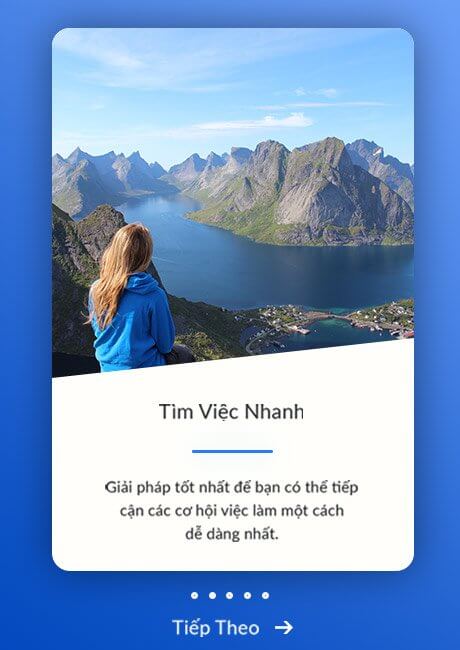 Tìm Việc Nhanh
Giải pháp tốt nhất để bạn có thể tiếp
cận các cơ hội việc làm một cách
dễ dàng nhất.
Tiếp Theo